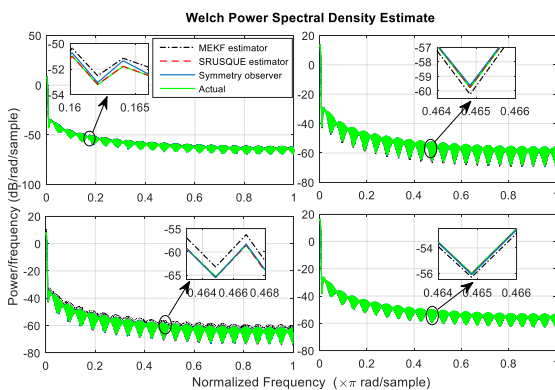 Welch Power Spectral Density Estimate
Power/frequency (dB/rad/sample)
50
0
-50
-100
0 0.2 0.4 0.6 0.8 1
-50
-52
-54
0.16 0.165
MEKF estimator
SRUSQUE estimator
Symmetry observer
Actual
20
0
-20
-40
-60
-80
0 0.2 0.4 0.6 0.8 1
-57
-58
-59
-60
0.464 0.465 0.466
20
0
-20
-40
-60
-80
0 0.2 0.4 0.6 0.8 1
-55
-60
-65
0.464 0.466 0.468
20
0
-20
-40
-60
-80
0 0.2 0.4 0.6 0.8 1
-54
-56
0.464 0.465 0.466
Normalized Frequency (×π rad/sample)